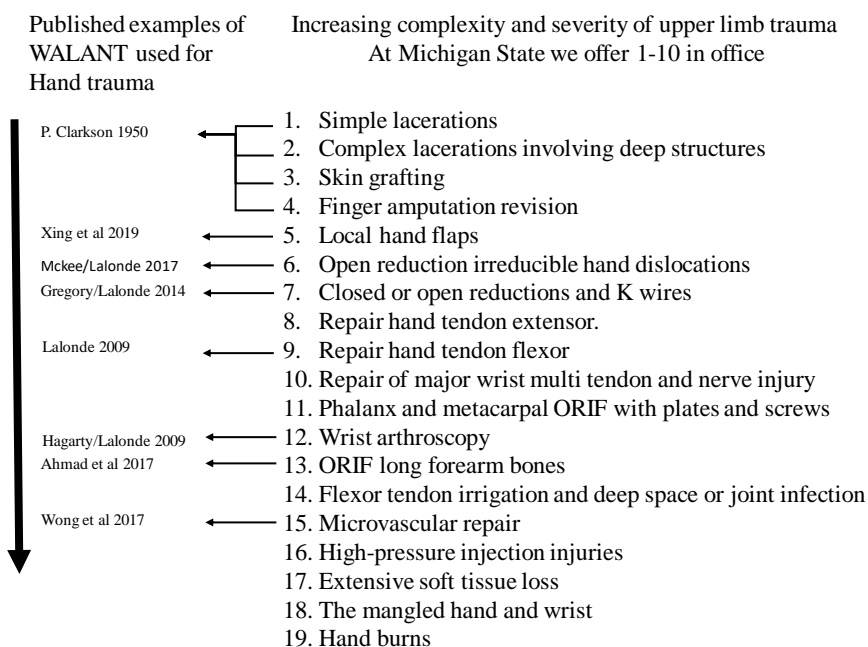 Published examples of
WALANT used for
Hand trauma
Increasing complexity and severity of upper limb trauma
At Michigan State we offer 1-10 in office
P. Clarkson 1950
Xing et al 2019
Mckee/Lalonde 2017
Gregory/Lalonde 2014
Lalonde 2009
Hagarty/Lalonde 2009
Ahmad et al 2017
Wong et al 2017
1. Simple lacerations
2. Complex lacerations involving deep structures
3. Skin grafting
4. Finger amputation revision
5. Local hand flaps
6. Open reduction irreducible hand dislocations
7. Closed or open reductions and K wires
8. Repair hand tendon extensor.
9. Repair hand tendon flexor
10. Repair of major wrist multi tendon and nerve injury
11. Phalanx and metacarpal ORIF with plates and screws
12. Wrist arthroscopy
13. ORIF long forearm bones
14. Flexor tendon irrigation and deep space or joint infection
15. Microvascular repair
16. High-pressure injection injuries
17. Extensive soft tissue loss
18. The mangled hand and wrist
19. Hand burns